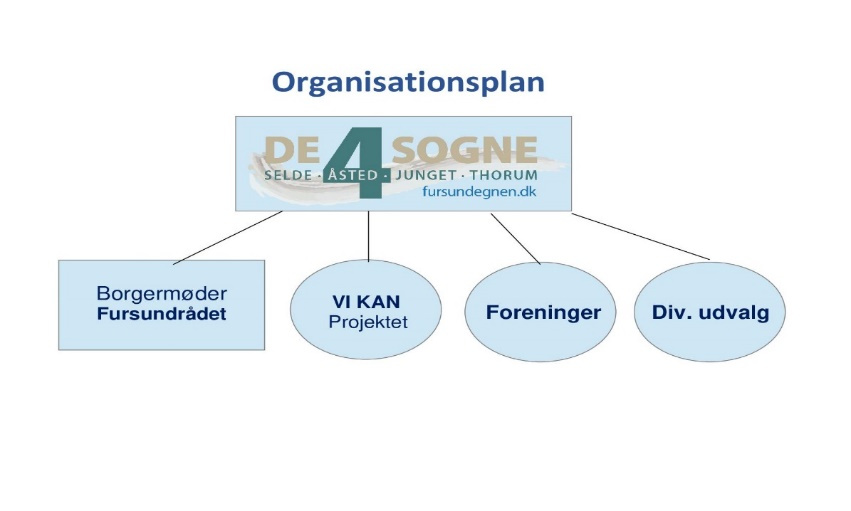 Organisationsplan
DE 4 SOGNE
SELDE · ÅSTED · JUNGET · THORUM
fursundegnen.dk
Borgermøder
Fursundrådet
VI KAN
Projektet
Foreninger
Div. udvalg